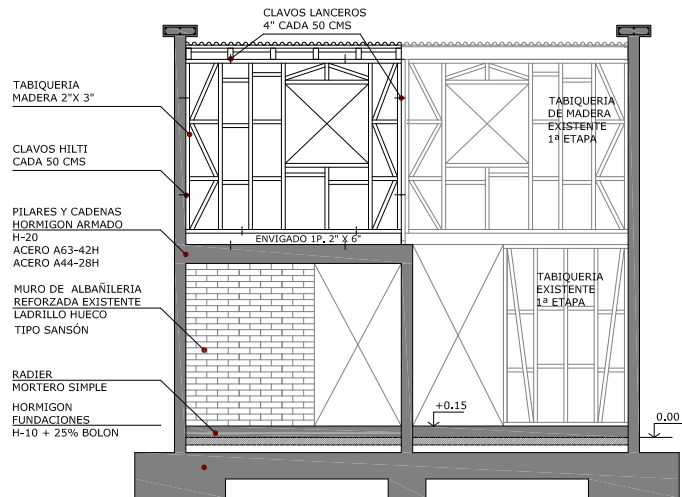 CLAVOS LANCEROS
4" CADA 50 CMS
TABIQUERIA
MADERA 2"X 3"
TABIQUERIA
DE MADERA
EXISTENTE
1ª ETAPA
CLAVOS HILTI
CADA 50 CMS
PILARES Y CADENAS
HORMIGON ARMADO
H-20
ACERO A63-42H
ACERO A44-28H
ENVIGADO 1P. 2" X 6"
TABIQUERIA
EXISTENTE
1ª ETAPA
MURO DE ALBAÑILERIA
REFORZADA EXISTENTE
LADRILLO HUECO
TIPO SANSÓN
RADIER
MORTERO SIMPLE
+0.15
0.00
HORMIGON
FUNDACIONES
H-10 + 25% BOLON